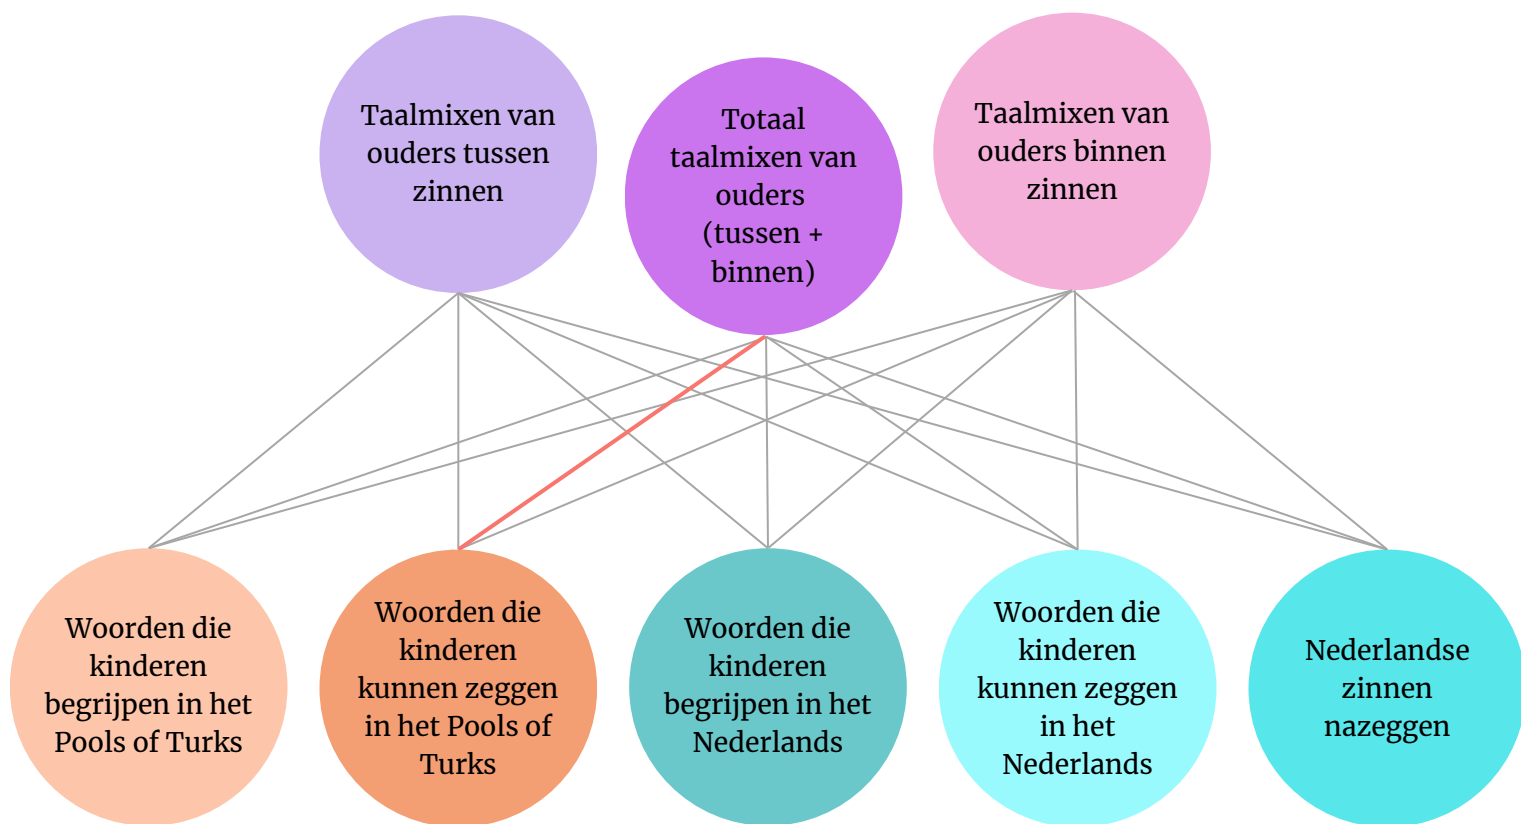 Taalmixen van
ouders tussen
zinnen
Totaal
taalmixen van
ouders
(tussen +
binnen)
Taalmixen van
ouders binnen
zinnen
Woorden die
kinderen
begrijpen in het
Pools of Turks
Woorden die
kinderen
kunnen zeggen
in het Pools of
Turks
Woorden die
kinderen
begrijpen in het
Nederlands
Woorden die
kinderen
kunnen zeggen
in het
Nederlands
Nederlandse
zinnen
nazeggen